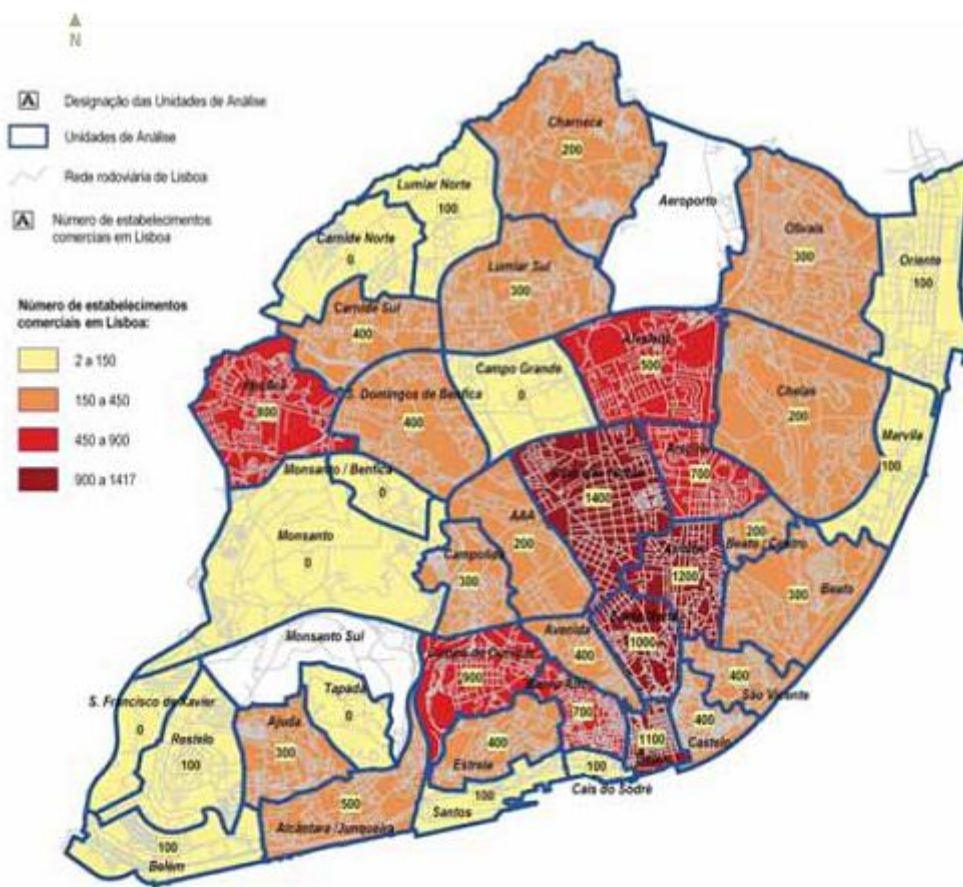 N
A Designação das Unidades de Análise
Unidades de Análise
Rede rodoviária de Lisboa
A Número de estabelecimentos
comerciais em Lisboa
Número de estabelecimentos
comerciais em Lisboa:
2 a 150
150 a 450
450 a 900
900 a 1417
Charneca
200
Lumiar Norte
100
Aeroporto
Carnide Norte
0
Olivais
300
Oriente
100
Lumiar Sul
300
Carnide Sul
400
Alvalade
500
Campo Grande
0
800
S. Domingos de Benfica
400
Chelas
200
Marvila
100
700
Monsanto / Benfica
0
1400
Monsanto
0
AAA
200
Campolide
300
200
Beato
300
1200
1000
Avenida
400
Monsanto Sul
900
400
São Vicente
S. Francisco de Xavier
0
Tapada
0
700
400
Castelo
Restelo
100
Ajuda
300
400
Estrela
1100
100
Cais do Sodré
100
Santos
500
Alcântara /Junqueira
100
Belém